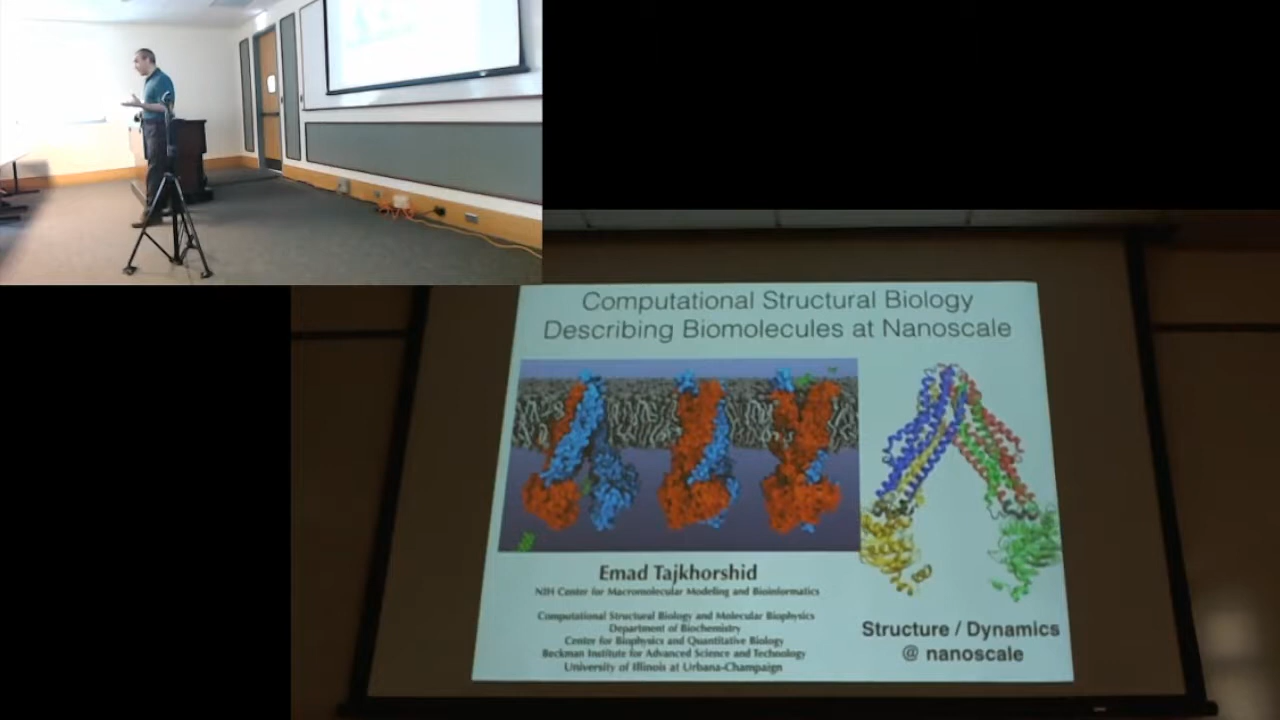 Computational Structural Biology
Describing Biomolecules at Nanoscale
Emad Tajkhorshid
NIH Center for Macromolecular Modeling and Bioinformatics
Computational Structural Biology and Molecular Biophysics
Department of Biochemistry
Center for Biophysics and Quantitative Biology
Beckman Institute for Advanced Science and Technology
University of Illinois at Urbana-Champaign
Structure / Dynamics
@ nanoscale